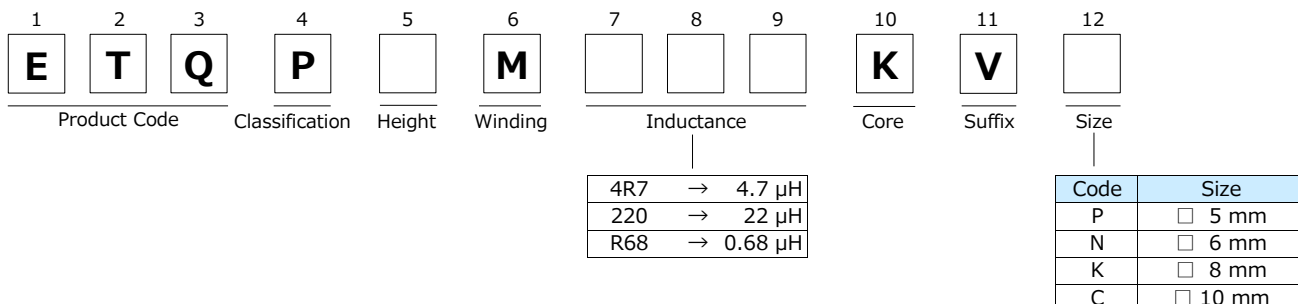 1 2 3 4 5 6 7 8 9 10 11 12
E T Q P M K V
Product Code Classification Height Winding Inductance Core Suffix Size
4R7 → 4.7 µH
220 → 22 µH
R68 → 0.68 µH
Code Size
P □ 5 mm
N □ 6 mm
K □ 8 mm
C □ 10 mm